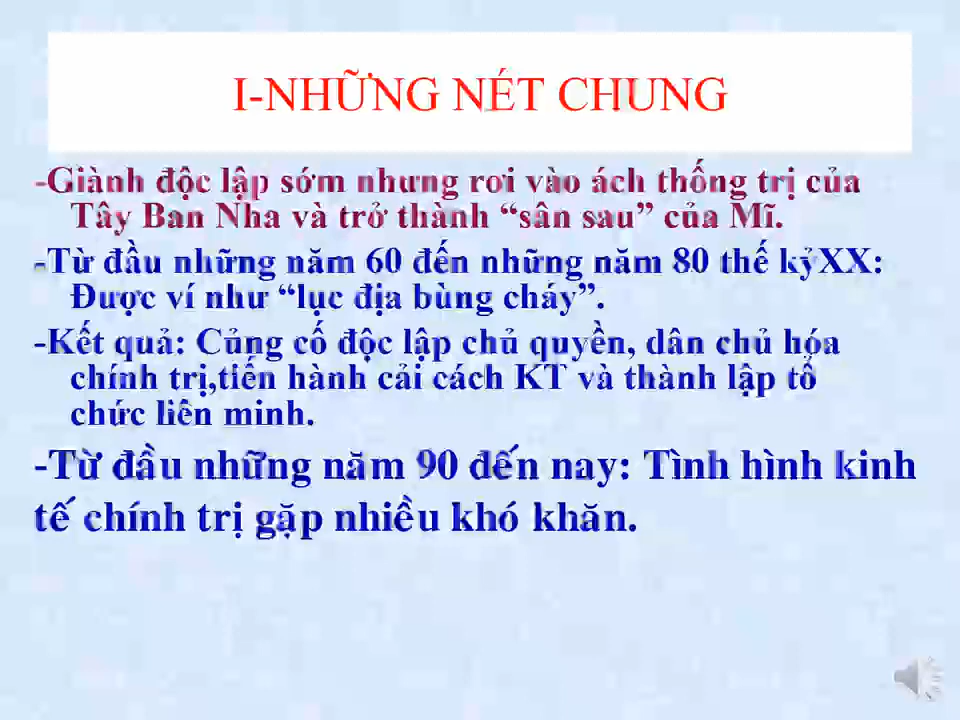 I-NHỮNG NÉT CHUNG
-Giành độc lập sớm nhưng rơi vào ách thống trị của
Tây Ban Nha và trở thành “sân sau” của Mĩ.
-Từ đầu những năm 60 đến những năm 80 thế kỷXX:
Được ví như “lục địa bùng cháy”.
-Kết quả: Củng cố độc lập chủ quyền, dân chủ hóa
chính trị,tiến hành cải cách KT và thành lập tổ
chức liên minh.
-Từ đầu những năm 90 đến nay: Tình hình kinh
tế chính trị gặp nhiều khó khăn.